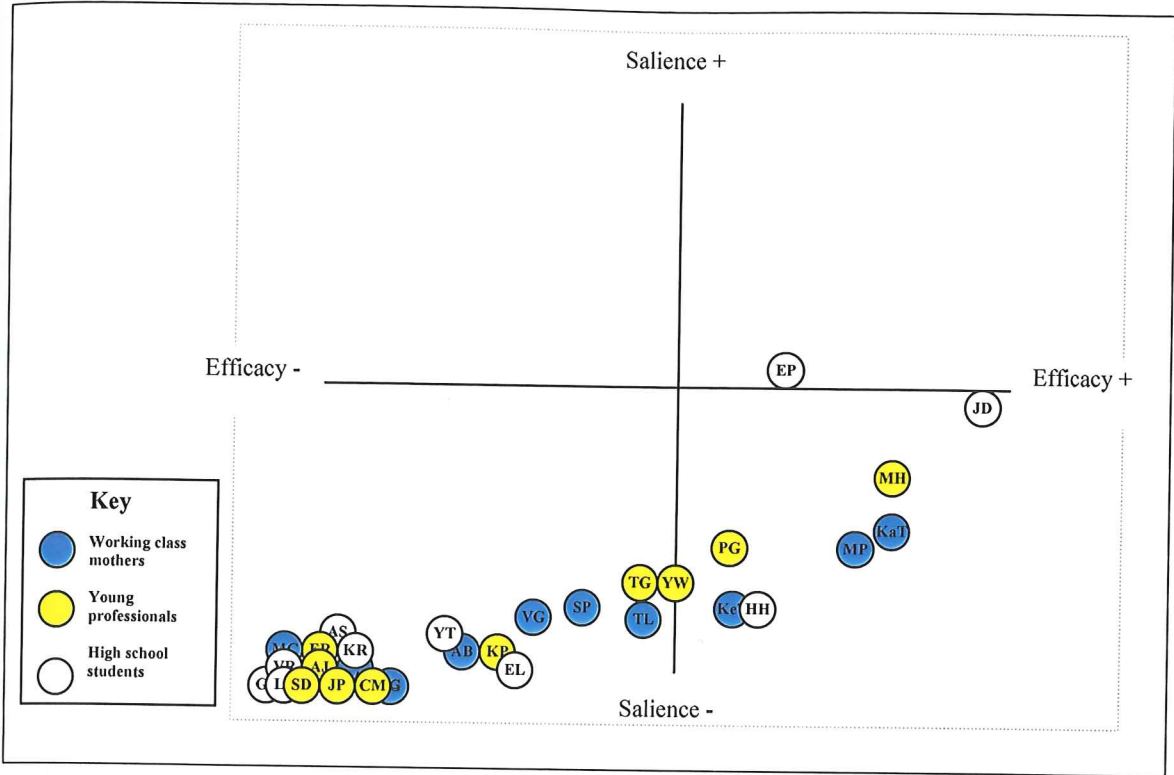 Salience +
Efficacy -
EP
Efficacy +
JD
MH
KaT
PG
MP
TG
YW
Ke
HH
SP
VG
TL
AS
YT
KR
AB
KP
EL
SD
JP
CM
Salience -
Key
Working class
mothers
Young
professionals
High school
students